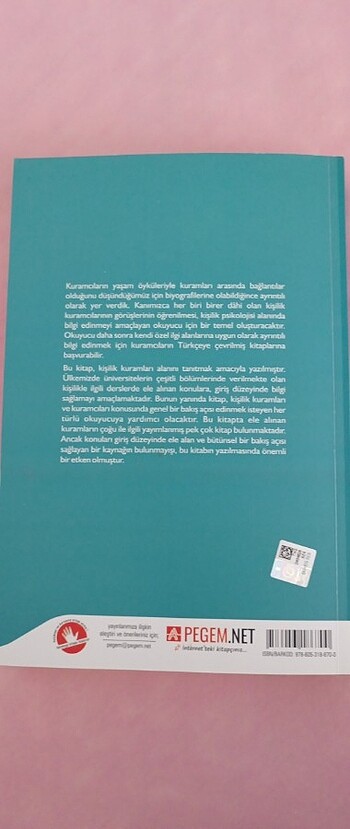 Kuramcıların yaşam öyküleriyle kuramları arasında bağlantılar
olduğunu düşündüğümüz için biyografilerine olabildiğince ayrıntılı
olarak yer verdik. Kanımızca her biri birer dâhi olan kişilik
kuramcılarının görüşlerinin öğrenilmesi, kişilik psikolojisi alanında
bilgi edinmeyi amaçlayan okuyucu için bir temel oluşturacaktır.
Okuyucu daha sonra kendi özel ilgi alanlarına uygun olarak ayrıntılı
bilgi edinmek için kuramcıların Türkçeye çevrilmiş kitaplarına
başvurabilir.
Bu kitap, kişilik kuramları alanını tanıtmak amacıyla yazılmıştır.
Ülkemizde üniversitelerin çeşitli bölümlerinde verilmekte olan
kişilikle ilgili derslerde ele alınan konulara, giriş düzeyinde bilgi
sağlamayı amaçlamaktadır. Bunun yanında kitap, kişilik kuramları
ve kuramcıları konusunda genel bir bakış açısı edinmek isteyen her
türlü okuyucuya yardımcı olacaktır. Bu kitapta ele alınan
kuramların çoğu ile ilgili yayımlanmış pek çok kitap bulunmaktadır.
Ancak konuları giriş düzeyinde ele alan ve bütünsel bir bakış açısı
sağlayan bir kaynağın bulunmayışı, bu kitabın yazılmasında önemli
bir etken olmuştur.
yayınlarımızla ilgili
eleştiri ve önerileriniz için;
pegem@pegem.net
PEGEM.NET
İnternet'teki kitapçınız...
ISBN/BARKOD: